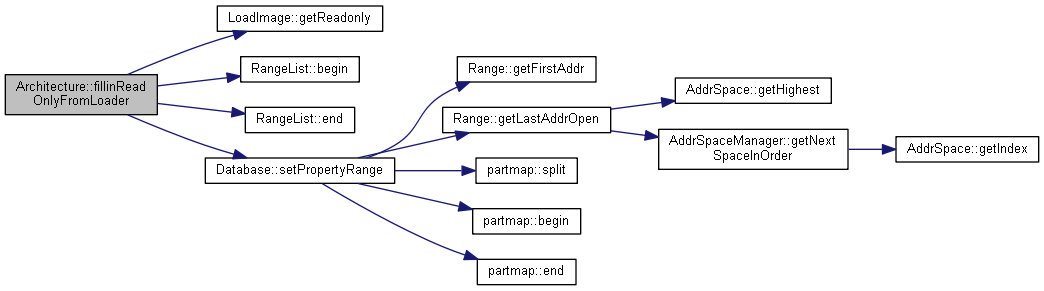 Architecture::fillinRead
OnlyFromLoader
LoadImage::getReadonly
RangeList::begin
RangeList::end
Database::setPropertyRange
Range::getFirstAddr
Range::getLastAddrOpen
partmap::split
partmap::begin
partmap::end
AddrSpace::getHighest
AddrSpaceManager::getNext
SpaceInOrder
AddrSpace::getIndex